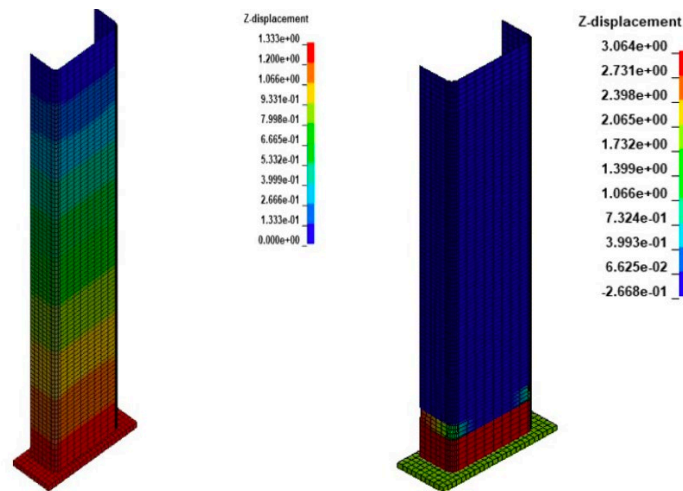 Z-displacement
1.333e+00
1.200e+00
1.066e+00
9.331e-01
7.998e-01
6.665e-01
5.332e-01
3.999e-01
2.666e-01
1.333e-01
0.000e+00
Z-displacement
3.064e+00
2.731e+00
2.398e+00
2.065e+00
1.732e+00
1.399e+00
1.066e+00
7.324e-01
3.993e-01
6.625e-02
-2.668e-01